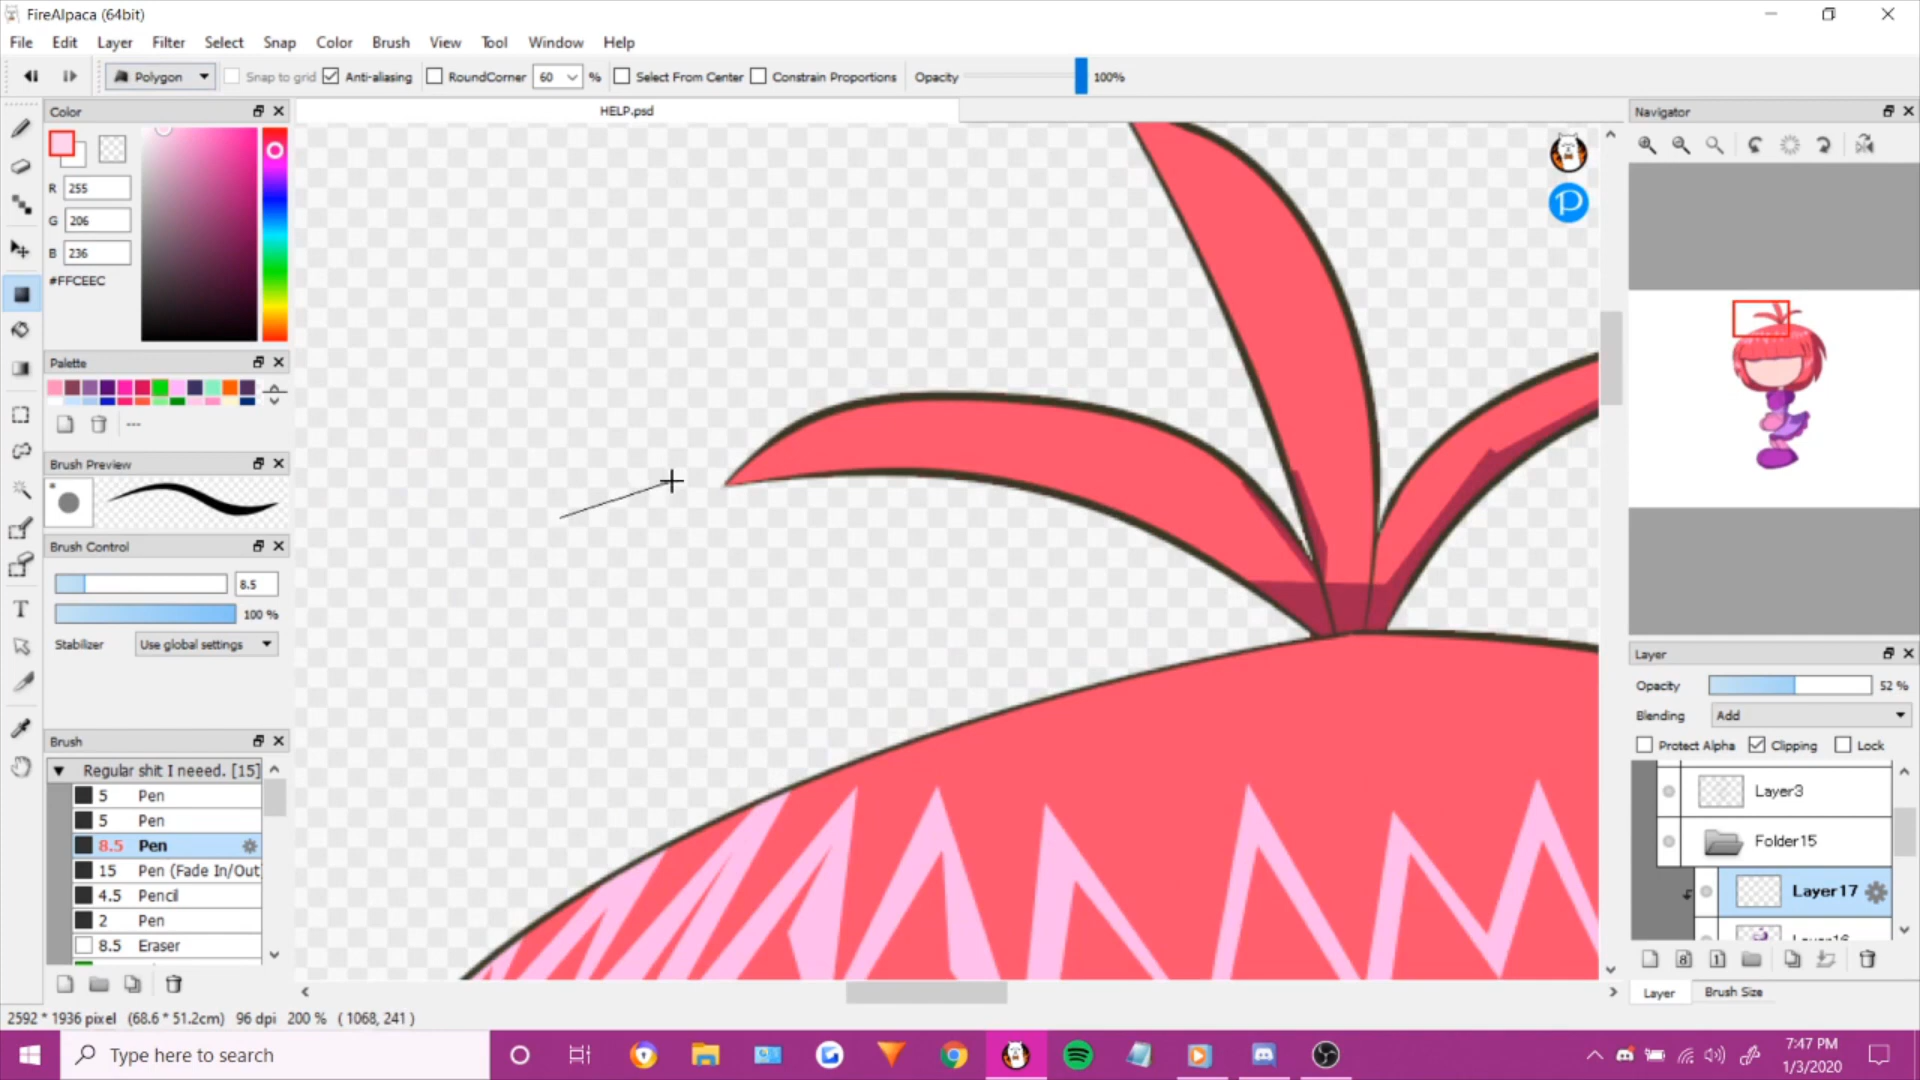 FireAlpaca (64bit)
File Edit Layer Filter Select Snap Color Brush View Tool Window Help
Polygon Snap to grid Anti-aliasing RoundCorner 60 % Select From Center Constrain Proportions Opacity 100%
Color
HELP.psd
Navigator
R 255
G 206
B 236
#FFCEEC
Palette
---
Brush Preview
Brush Control
8.5
100 %
Stabilizer Use global settings
Brush
Regular shit I neeed. [15]
5 Pen
5 Pen
8.5 Pen
15 Pen (Fade In/Out
4.5 Pencil
2 Pen
8.5 Eraser
Layer
Opacity 52 %
Blending Add
Protect Alpha Clipping Lock
Layer3
Folder15
Layer17
Layer Brush Size
2592 * 1936 pixel (68.6 * 51.2cm) 96 dpi 200 % ( 1068, 241 )
Type here to search
7:47 PM
1/3/2020